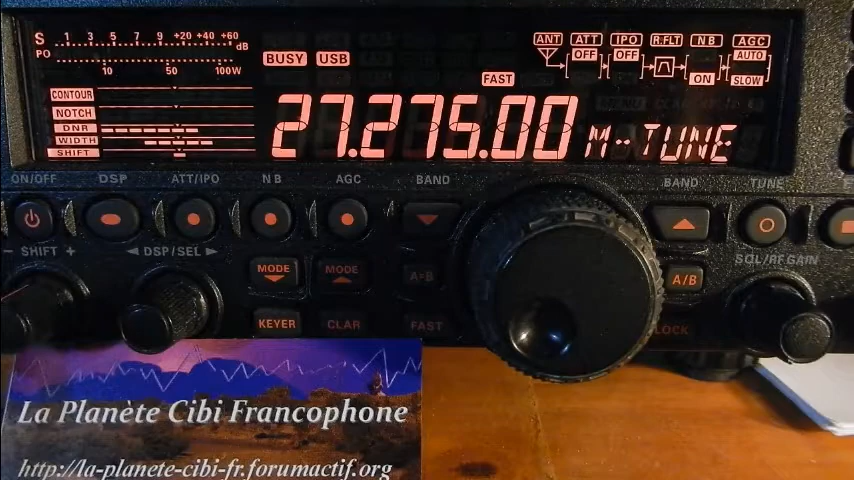 S 1 3 5 7 9 +20 +40 +60 dB
PO 10 50 100W
BUSY USB
FAST
ANT ATT IPO R.FLT NB AGC
OFF OFF AUTO
ON SLOW
CONTOUR
NOTCH
DNR
WIDTH
SHIFT
27.275.00 M-TUNE
ON/OFF DSP ATT/IPO NB AGC BAND BAND TUNE
- SHIFT + ◀ DSP/SEL ▶ SQL/RF GAIN
MODE MODE A=B A/B
KEYER CLAR FAST LOCK
La Planète Cibi Francophone
http://la-planete-cibi-fr.forumactif.org